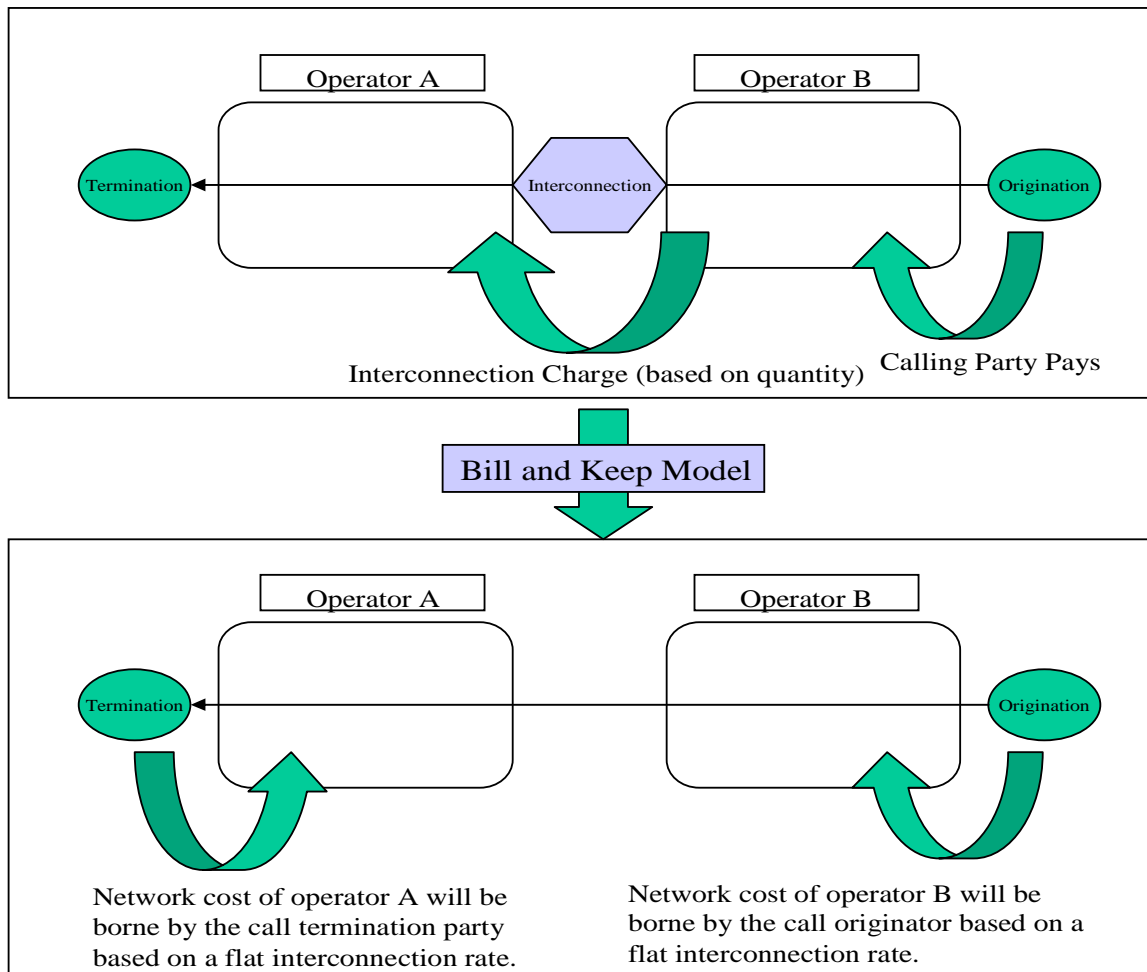 Operator A
Operator B
Termination
Interconnection
Origination
Interconnection Charge (based on quantity)
Calling Party Pays
Bill and Keep Model
Operator A
Operator B
Termination
Origination
Network cost of operator A will be
borne by the call termination party
based on a flat interconnection rate.
Network cost of operator B will be
borne by the call originator based on a
flat interconnection rate.